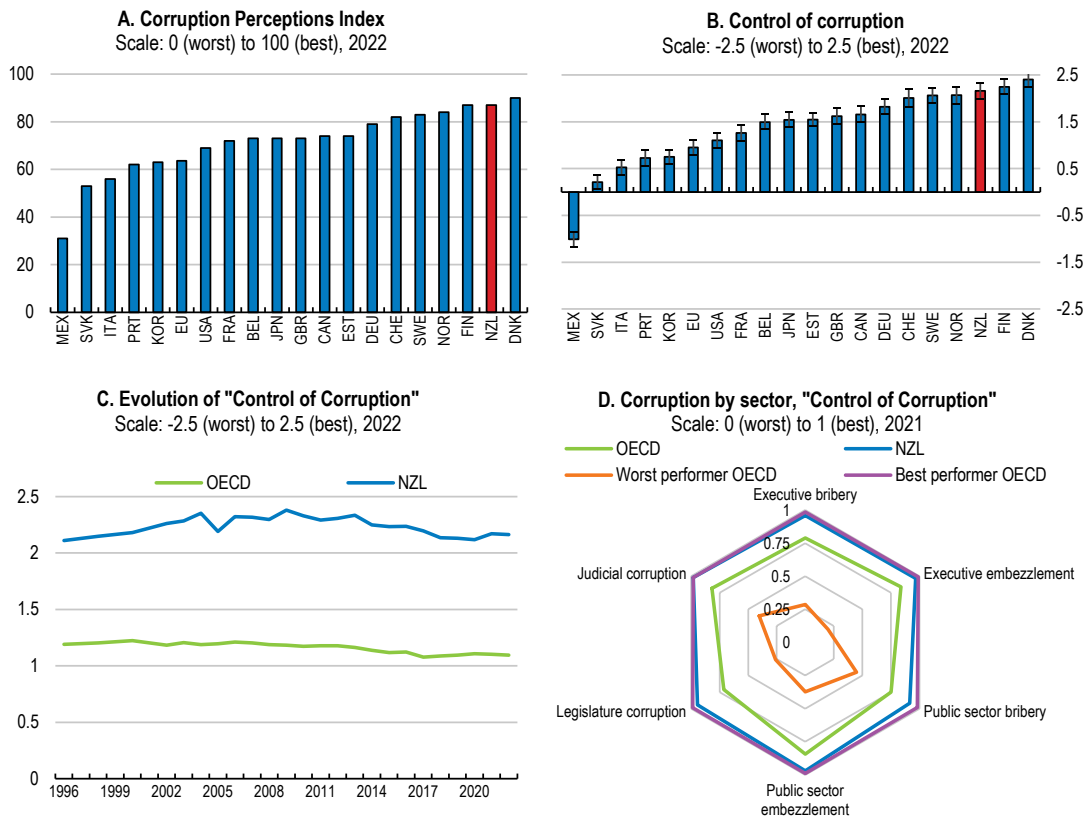 A. Corruption Perceptions Index
Scale: 0 (worst) to 100 (best), 2022
100
80
60
40
20
0
MEX
SVK
ITA
PRT
KOR
EU
USA
FRA
BEL
JPN
GBR
CAN
EST
DEU
CHE
SWE
NOR
FIN
NZL
DNK
B. Control of corruption
Scale: -2.5 (worst) to 2.5 (best), 2022
2.5
1.5
0.5
-0.5
-1.5
-2.5
MEX
SVK
ITA
PRT
KOR
EU
USA
FRA
BEL
JPN
EST
GBR
CAN
DEU
CHE
SWE
NOR
NZL
FIN
DNK
C. Evolution of "Control of Corruption"
Scale: -2.5 (worst) to 2.5 (best), 2022
OECD
NZL
2.5
2
1.5
1
0.5
0
1996
1999
2002
2005
2008
2011
2014
2017
2020
D. Corruption by sector, "Control of Corruption"
Scale: 0 (worst) to 1 (best), 2021
OECD
NZL
Worst performer OECD
Best performer OECD
Executive bribery
1
0.75
0.5
0.25
0
Judicial corruption
Executive embezzlement
Legislature corruption
Public sector bribery
Public sector
embezzlement